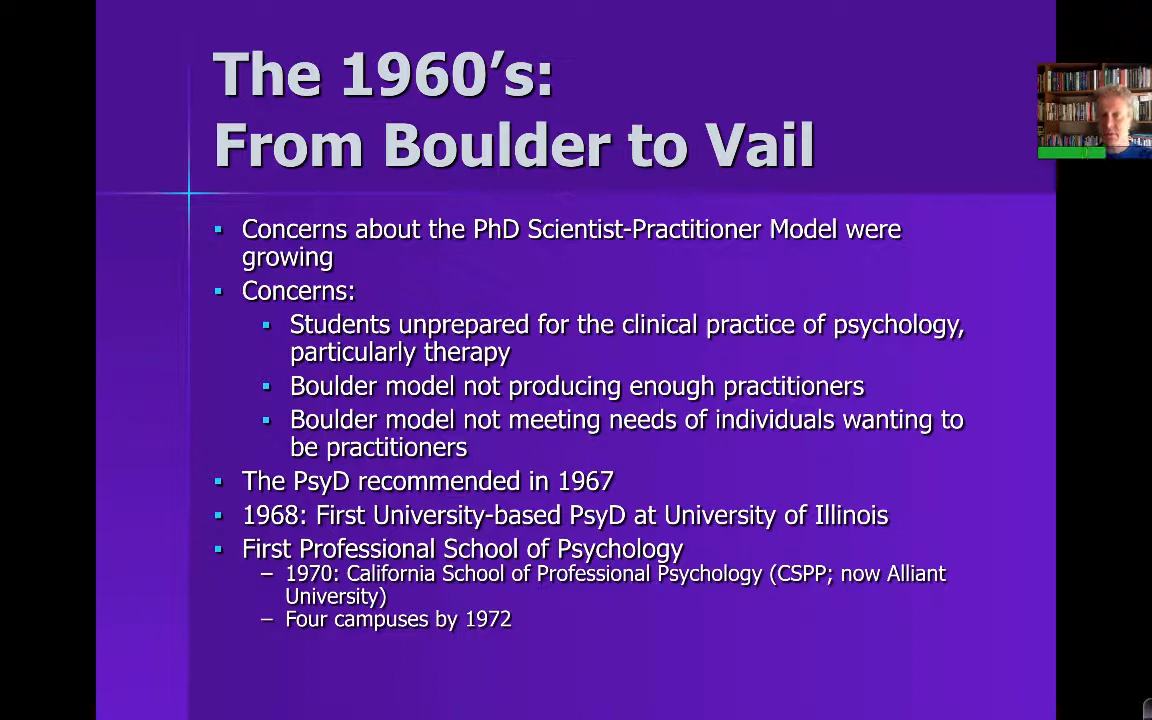 The 1960’s:
From Boulder to Vail
▪ Concerns about the PhD Scientist-Practitioner Model were
growing
▪ Concerns:
▪ Students unprepared for the clinical practice of psychology,
particularly therapy
▪ Boulder model not producing enough practitioners
▪ Boulder model not meeting needs of individuals wanting to
be practitioners
▪ The PsyD recommended in 1967
▪ 1968: First University-based PsyD at University of Illinois
▪ First Professional School of Psychology
– 1970: California School of Professional Psychology (CSPP; now Alliant
University)
– Four campuses by 1972